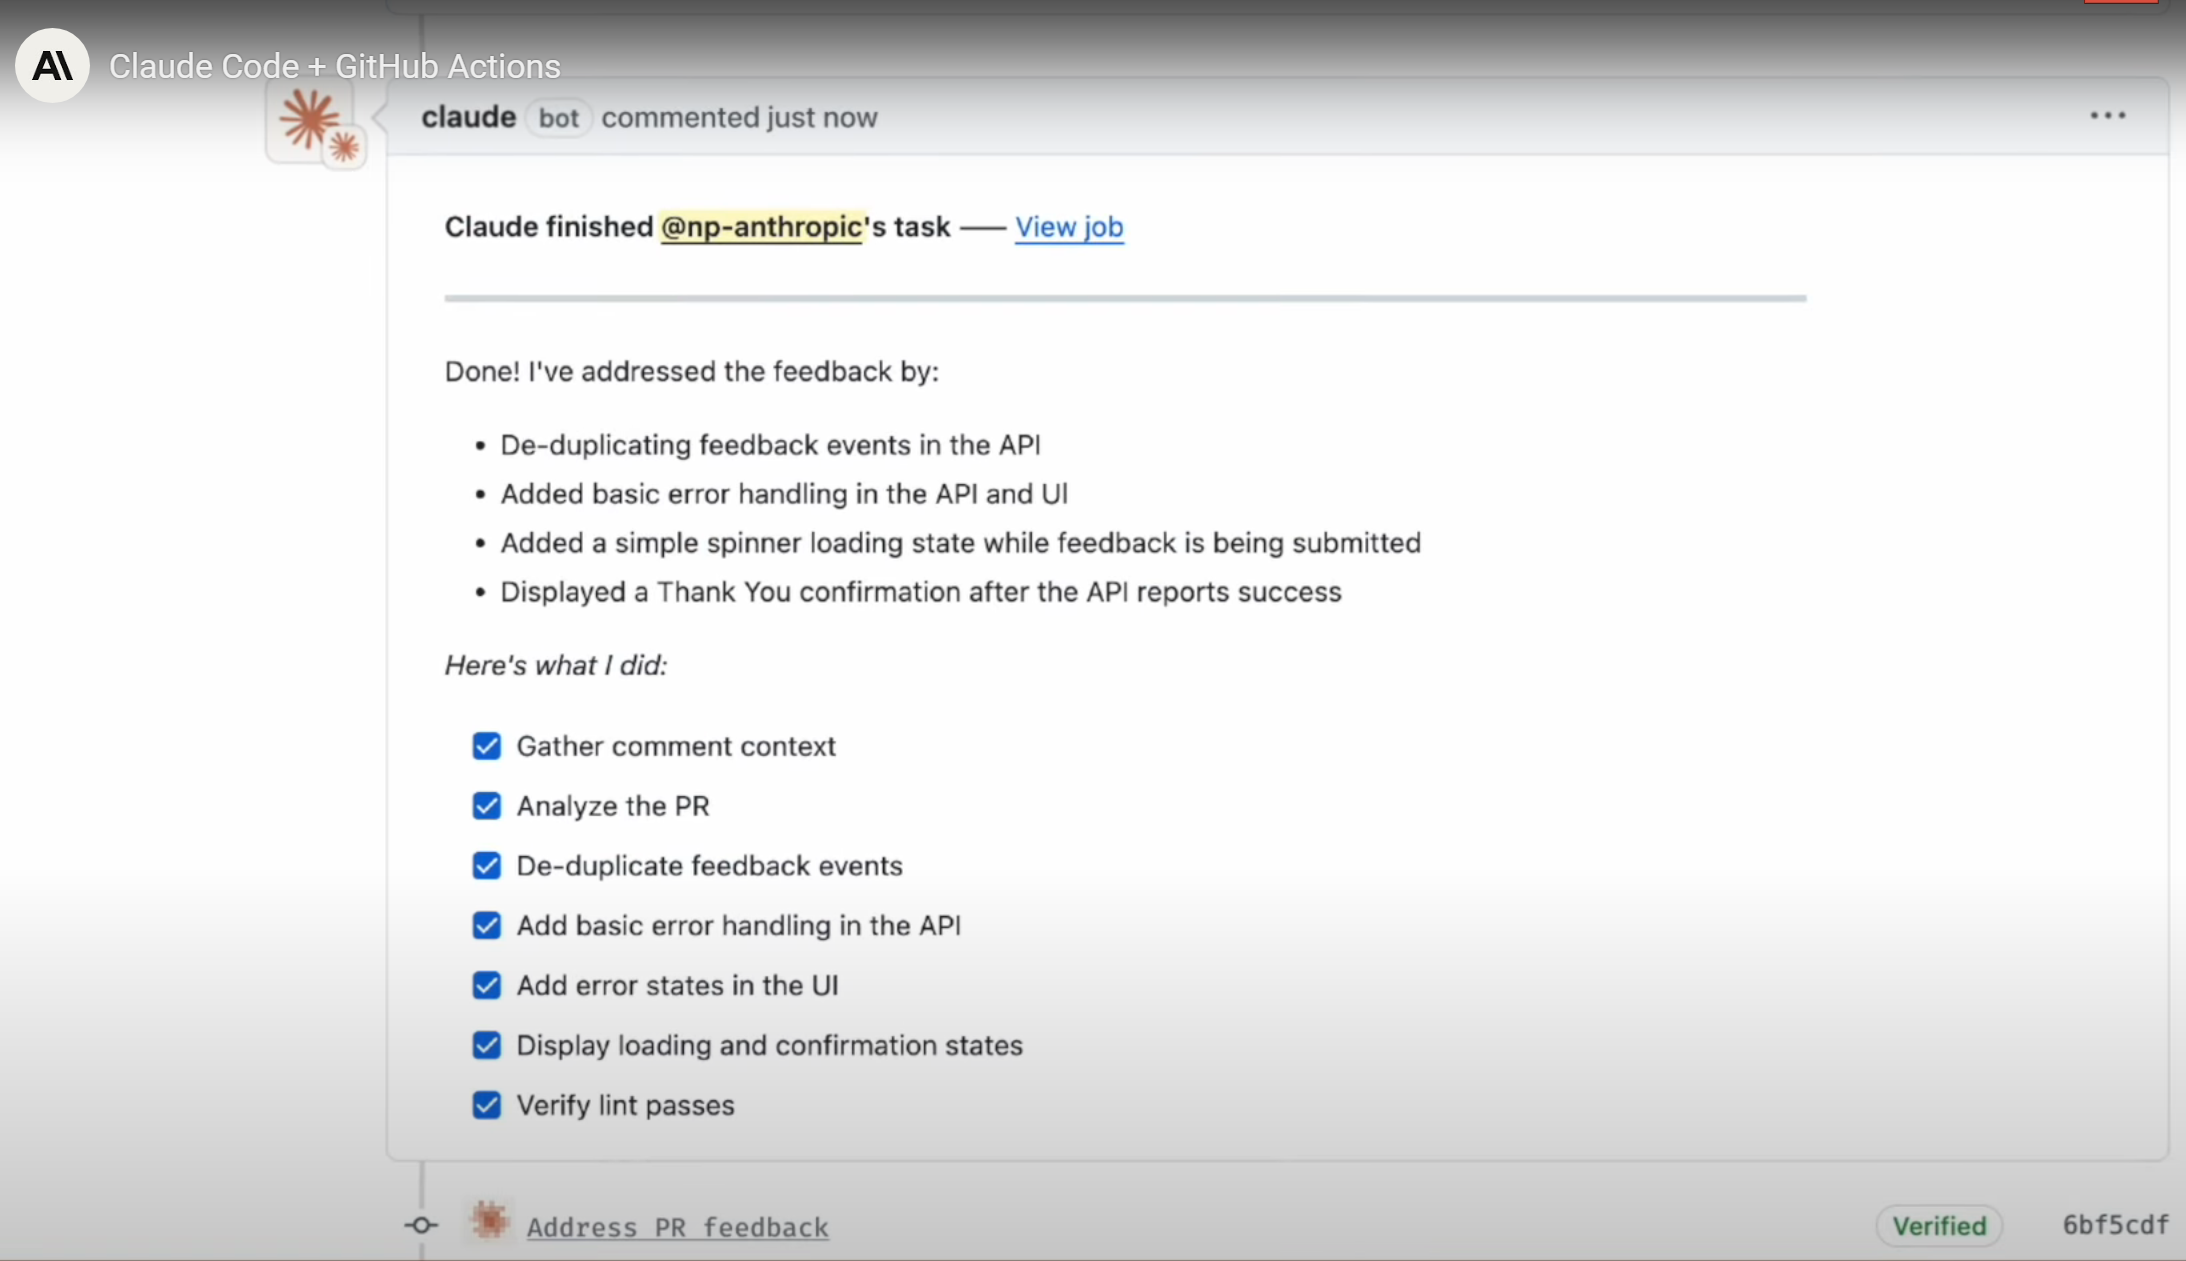 A\ Claude Code + GitHub Actions
claude bot commented just now
Claude finished @np-anthropic's task —— View job
Done! I've addressed the feedback by:
• De-duplicating feedback events in the API
• Added basic error handling in the API and UI
• Added a simple spinner loading state while feedback is being submitted
• Displayed a Thank You confirmation after the API reports success
Here's what I did:
Gather comment context
Analyze the PR
De-duplicate feedback events
Add basic error handling in the API
Add error states in the UI
Display loading and confirmation states
Verify lint passes
Address PR feedback Verified 6bf5cdf